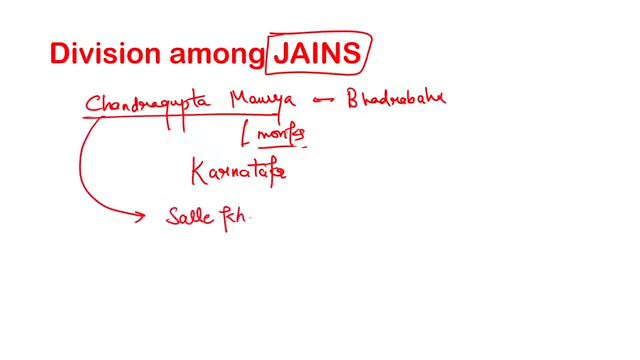 Division among JAINS
Chandragupta Maurya — Bhadrabahu
monks
Karnataka
Sallekh